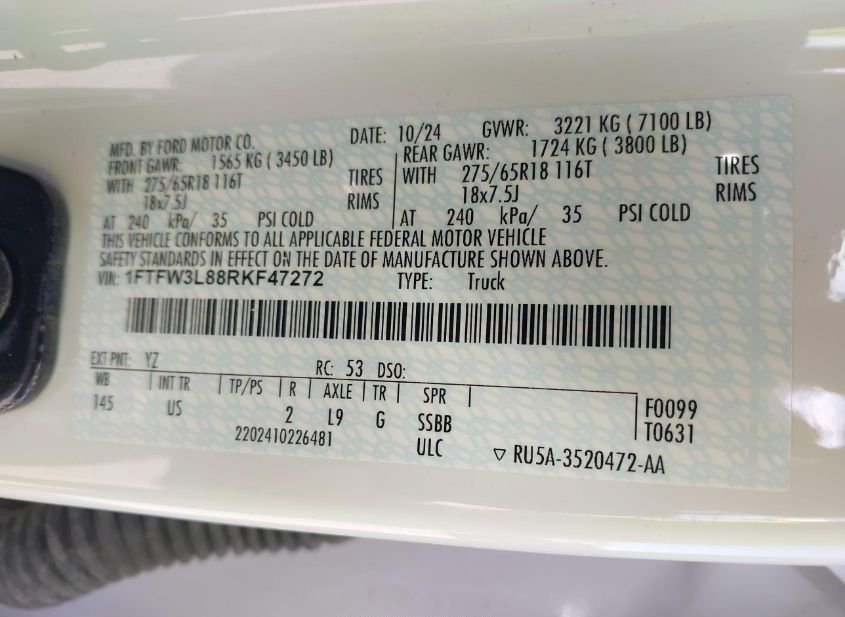 MFD. BY FORD MOTOR CO. DATE: 10/24 GVWR: 3221 KG ( 7100 LB)
FRONT GAWR: 1565 KG ( 3450 LB) REAR GAWR: 1724 KG ( 3800 LB)
WITH 275/65R18 116T TIRES WITH 275/65R18 116T TIRES
18x7.5J RIMS 18x7.5J RIMS
AT 240 kPa/ 35 PSI COLD AT 240 kPa/ 35 PSI COLD
THIS VEHICLE CONFORMS TO ALL APPLICABLE FEDERAL MOTOR VEHICLE
SAFETY STANDARDS IN EFFECT ON THE DATE OF MANUFACTURE SHOWN ABOVE.
VIN: 1FTFW3L88RKF47272 TYPE: Truck
EXT PNT: YZ RC: 53 DSO:
WB INT TR TP/PS R AXLE TR SPR F0099
145 US 2 L9 G SSBB T0631
2202410226481 ULC RU5A-3520472-AA